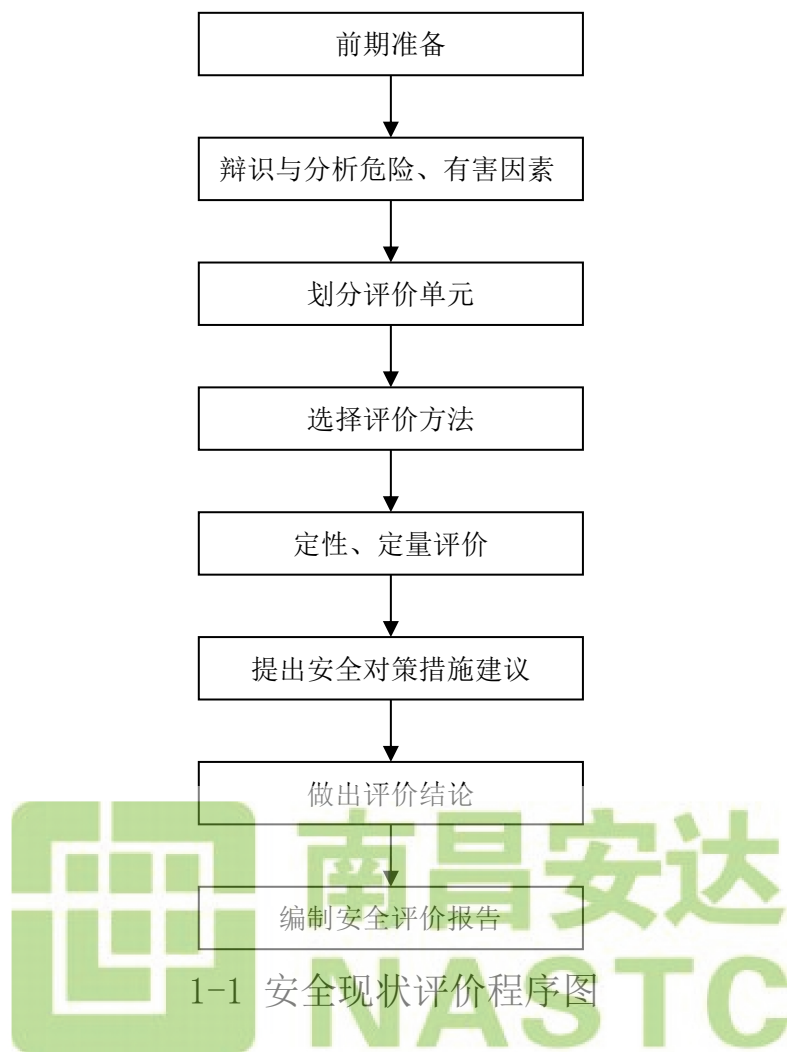 前期准备
辩识与分析危险、有害因素
划分评价单元
选择评价方法
定性、定量评价
提出安全对策措施建议
做出评价结论
编制安全评价报告
1-1 安全现状评价程序图
南昌安达
NASTC